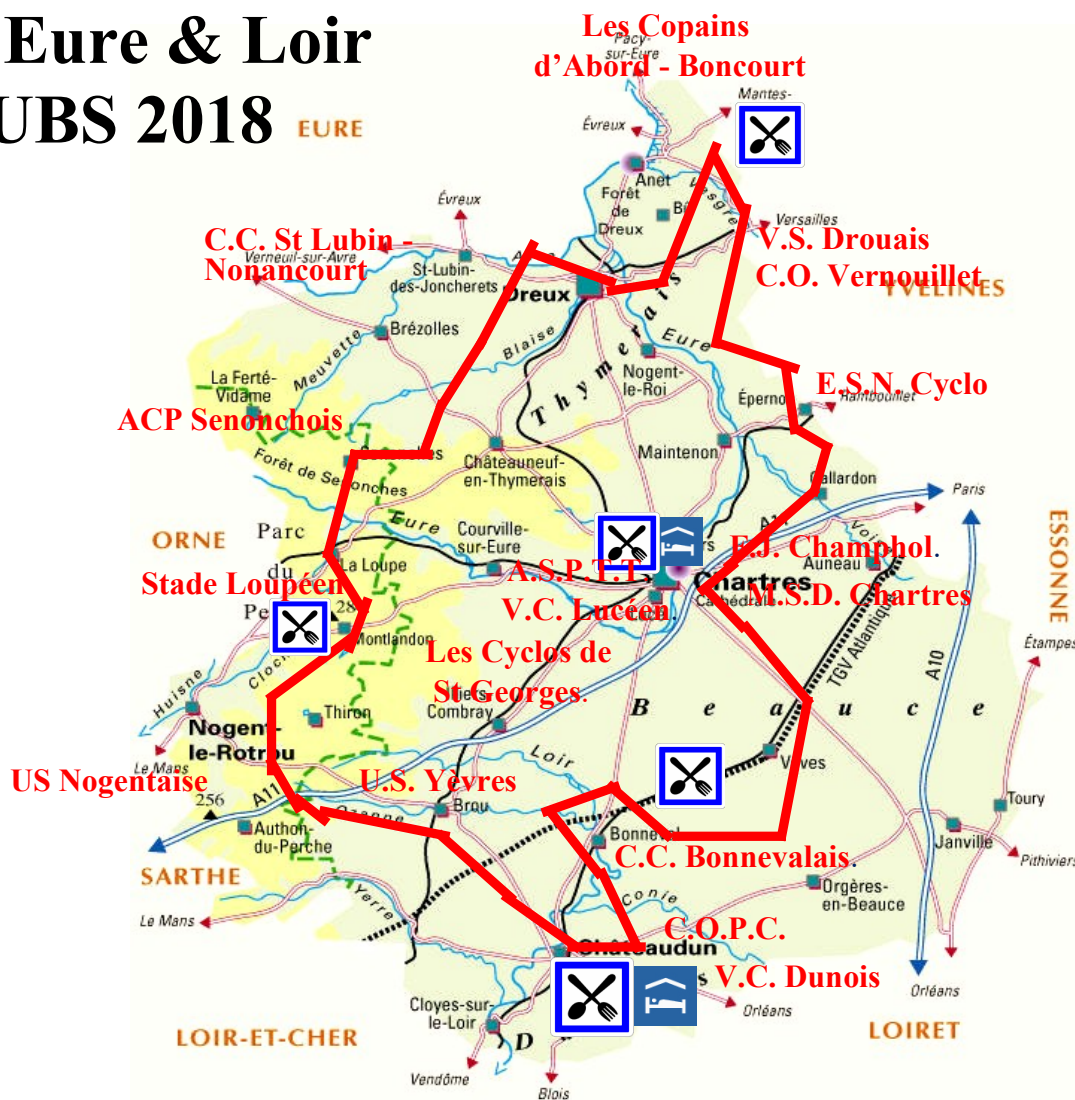 Eure & Loir
UBS 2018
Les Copains
d'Abord - Boncourt
Pacy-
sur-Eure
Mantes-
EURE
Évreux
Anet
Forêt
de
Dreux
Vesgre
Versailles
Évreux
C.C. St Lubin -
Nonancourt
Verneuil-sur-Avre
St-Lubin-
des-Joncherets
Dreux
V.S. Drouais
C.O. Vernouillet
YVELINES
Brézolles
Blaise
Meuvette
Thymerais
Eure
Nogent-
le-Roi
La Ferté-
Vidame
E.S.N. Cyclo
Rambouillet
ACP Senonchois
Maintenon
Forêt de Senonches
Châteauneuf-
en-Thymerais
Gallardon
Paris
ORNE
Parc
du
Eure
Courville-
sur-Eure
La Loupe
Auneau
ESSONNE
E.J. Champhol.
Stade Loupéen
A.S.P.T.T.
Chartres
Cathédrale
M.S.D. Chartres
V.C. Lucéen.
Montlandon
TGV Atlantique
A10
Étampes
Les Cyclos de
St Georges.
Combray
Huisne
Thiron
Beauce
Nogent-
le-Rotrou
Le Mans
Loir
US Nogentaise
U.S. Yèvres
Ozanne
Brou
Voves
Toury
256
A11
Authon-
du-Perche
Bonneval
C.C. Bonnevalais.
Janville
Pithiviers
SARTHE
Conie
Orgères-
en-Beauce
Yerre
Le Mans
C.O.P.C.
Châteaudun
V.C. Dunois
Orléans
Orléans
Cloyes-sur-
le-Loir
D
LOIR-ET-CHER
LOIRET
Vendôme
Blois